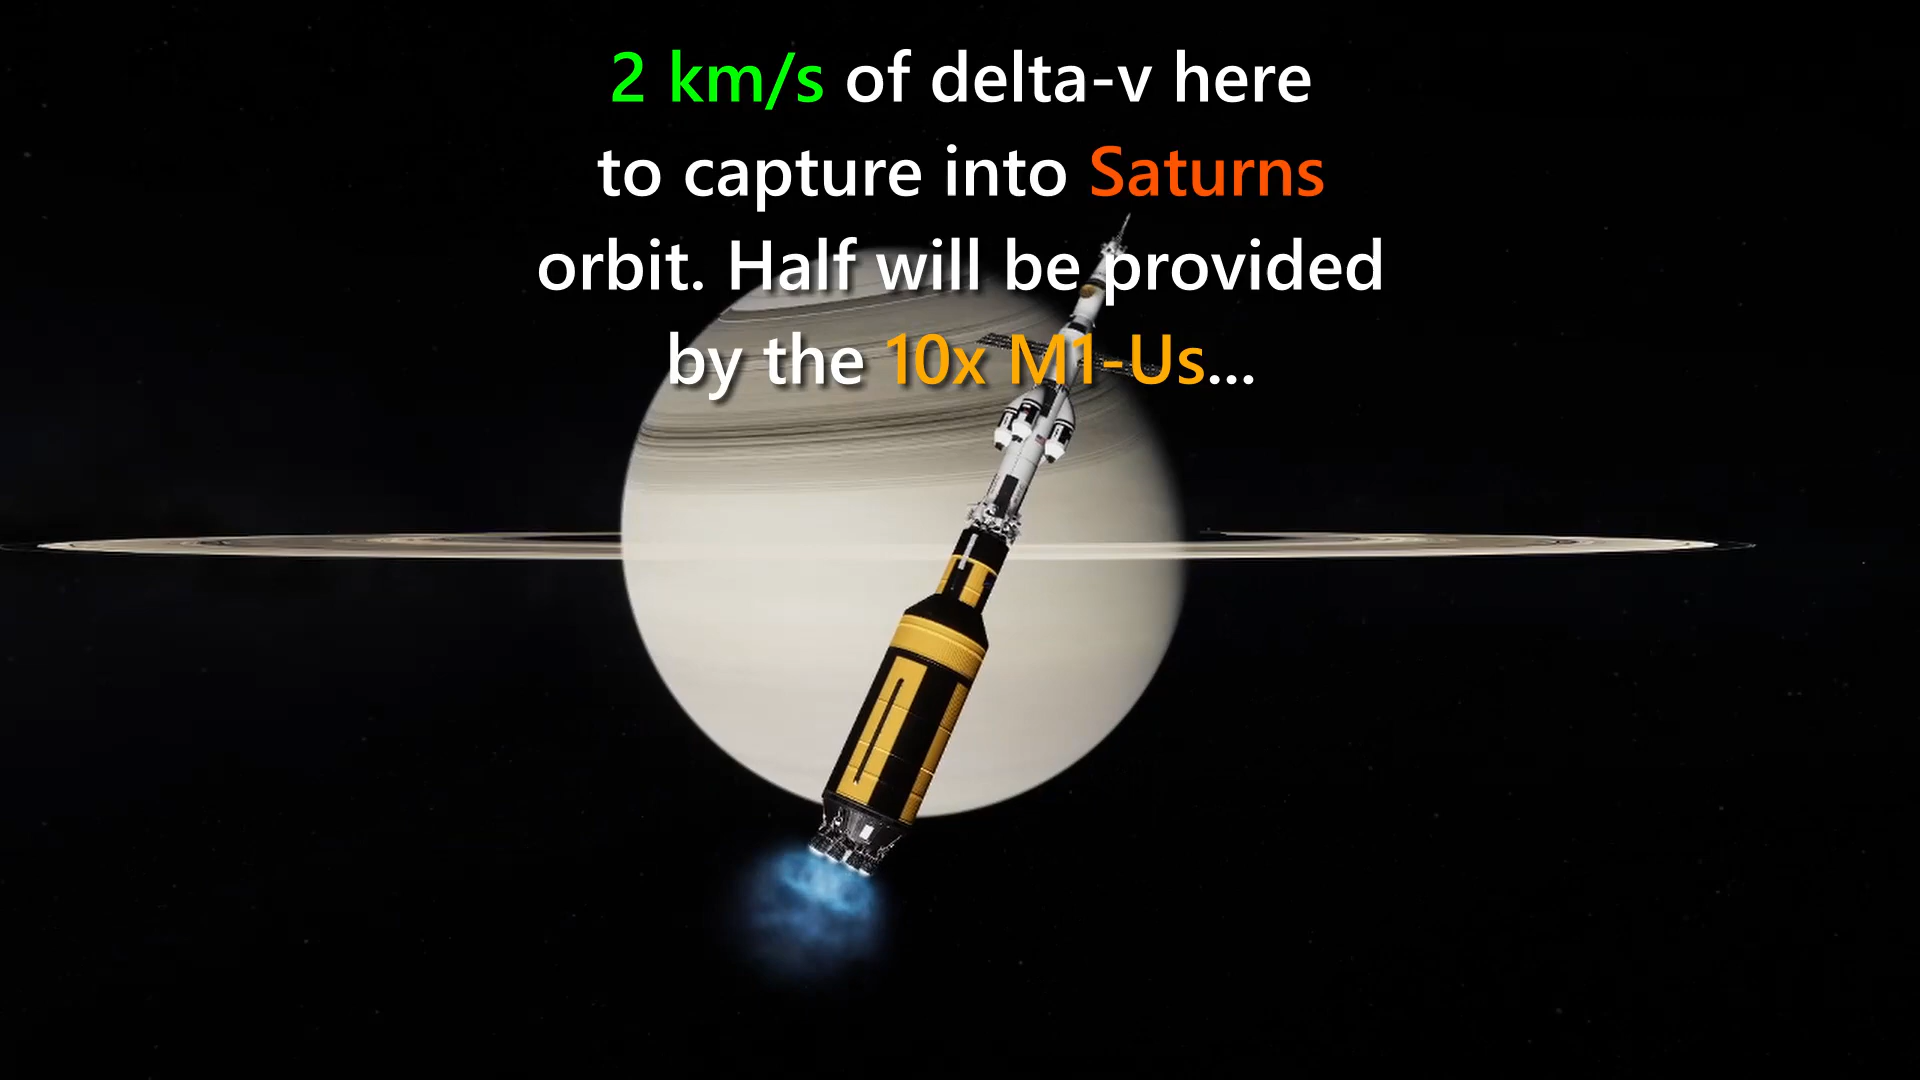 2 km/s of delta-v here
to capture into Saturns
orbit. Half will be provided
by the 10x M1-Us...